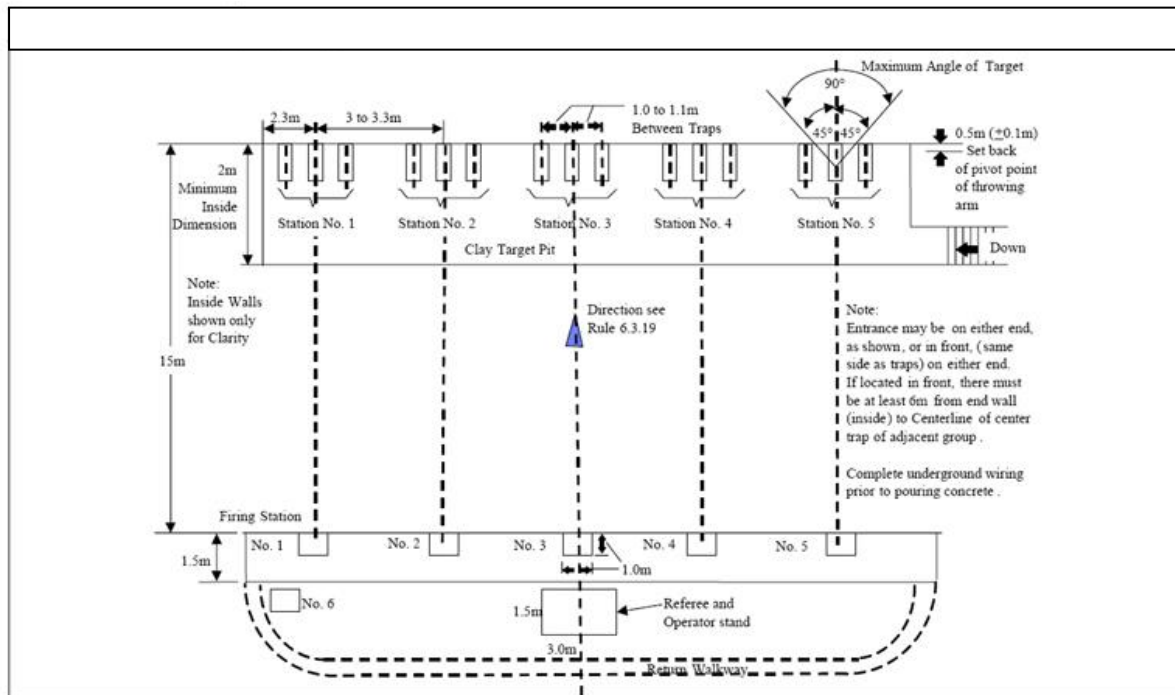 Maximum Angle of Target
90°
2.3m
3 to 3.3m
1.0 to 1.1m
Between Traps
45° 45°
0.5m (±0.1m)
Set back
of pivot point
of throwing
arm
2m
Minimum
Inside
Dimension
Station No. 1
Station No. 2
Station No. 3
Station No. 4
Station No. 5
Clay Target Pit
Down
Note:
Inside Walls
shown only
for Clarity
15m
Direction see
Rule 6.3.19
Note:
Entrance may be on either end,
as shown, or in front, (same
side as traps) on either end.
If located in front, there must
be at least 6m from end wall
(inside) to Centerline of center
trap of adjacent group .
Complete underground wiring
prior to pouring concrete .
Firing Station
No. 1
No. 2
No. 3
No. 4
No. 5
1.5m
1.0m
No. 6
1.5m
Referee and
Operator stand
3.0m
Return Walkway